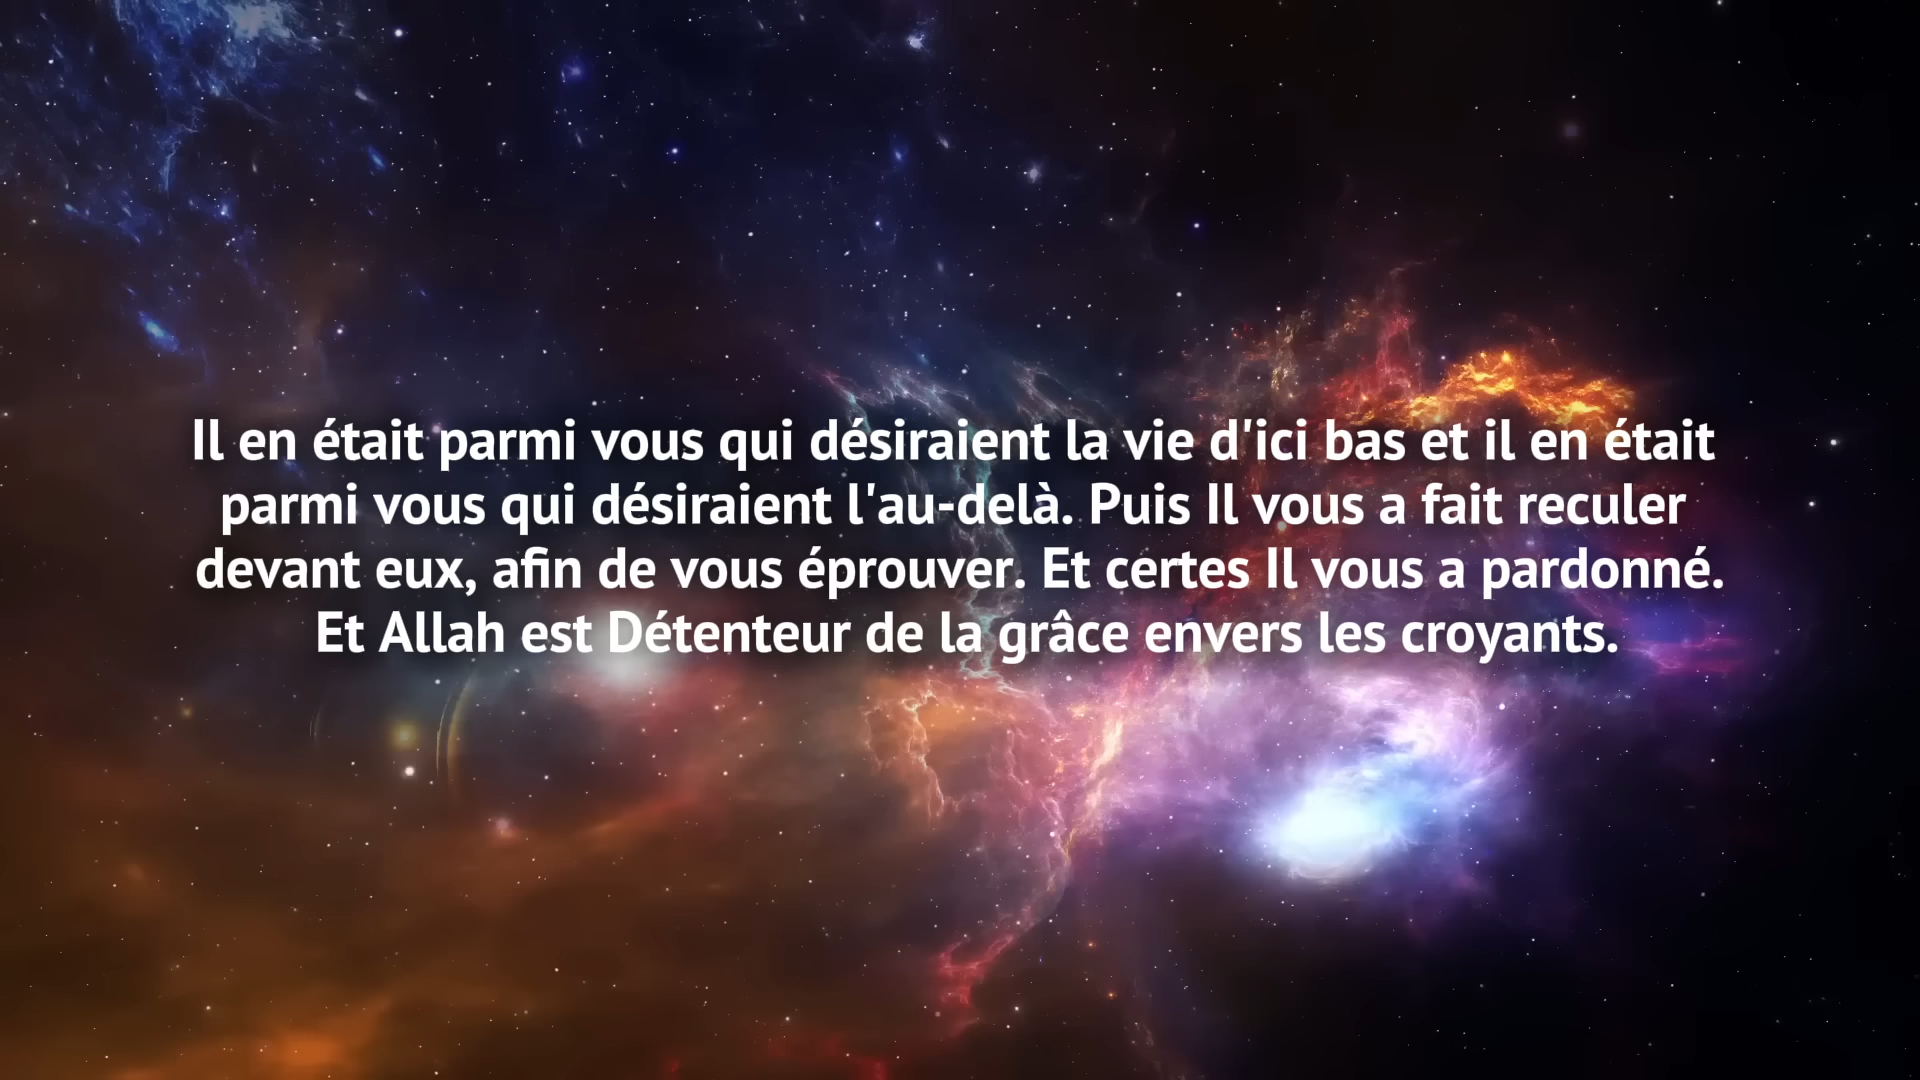 Il en était parmi vous qui désiraient la vie d'ici bas et il en était
parmi vous qui désiraient l'au-delà. Puis Il vous a fait reculer
devant eux, afin de vous éprouver. Et certes Il vous a pardonné.
Et Allah est Détenteur de la grâce envers les croyants.